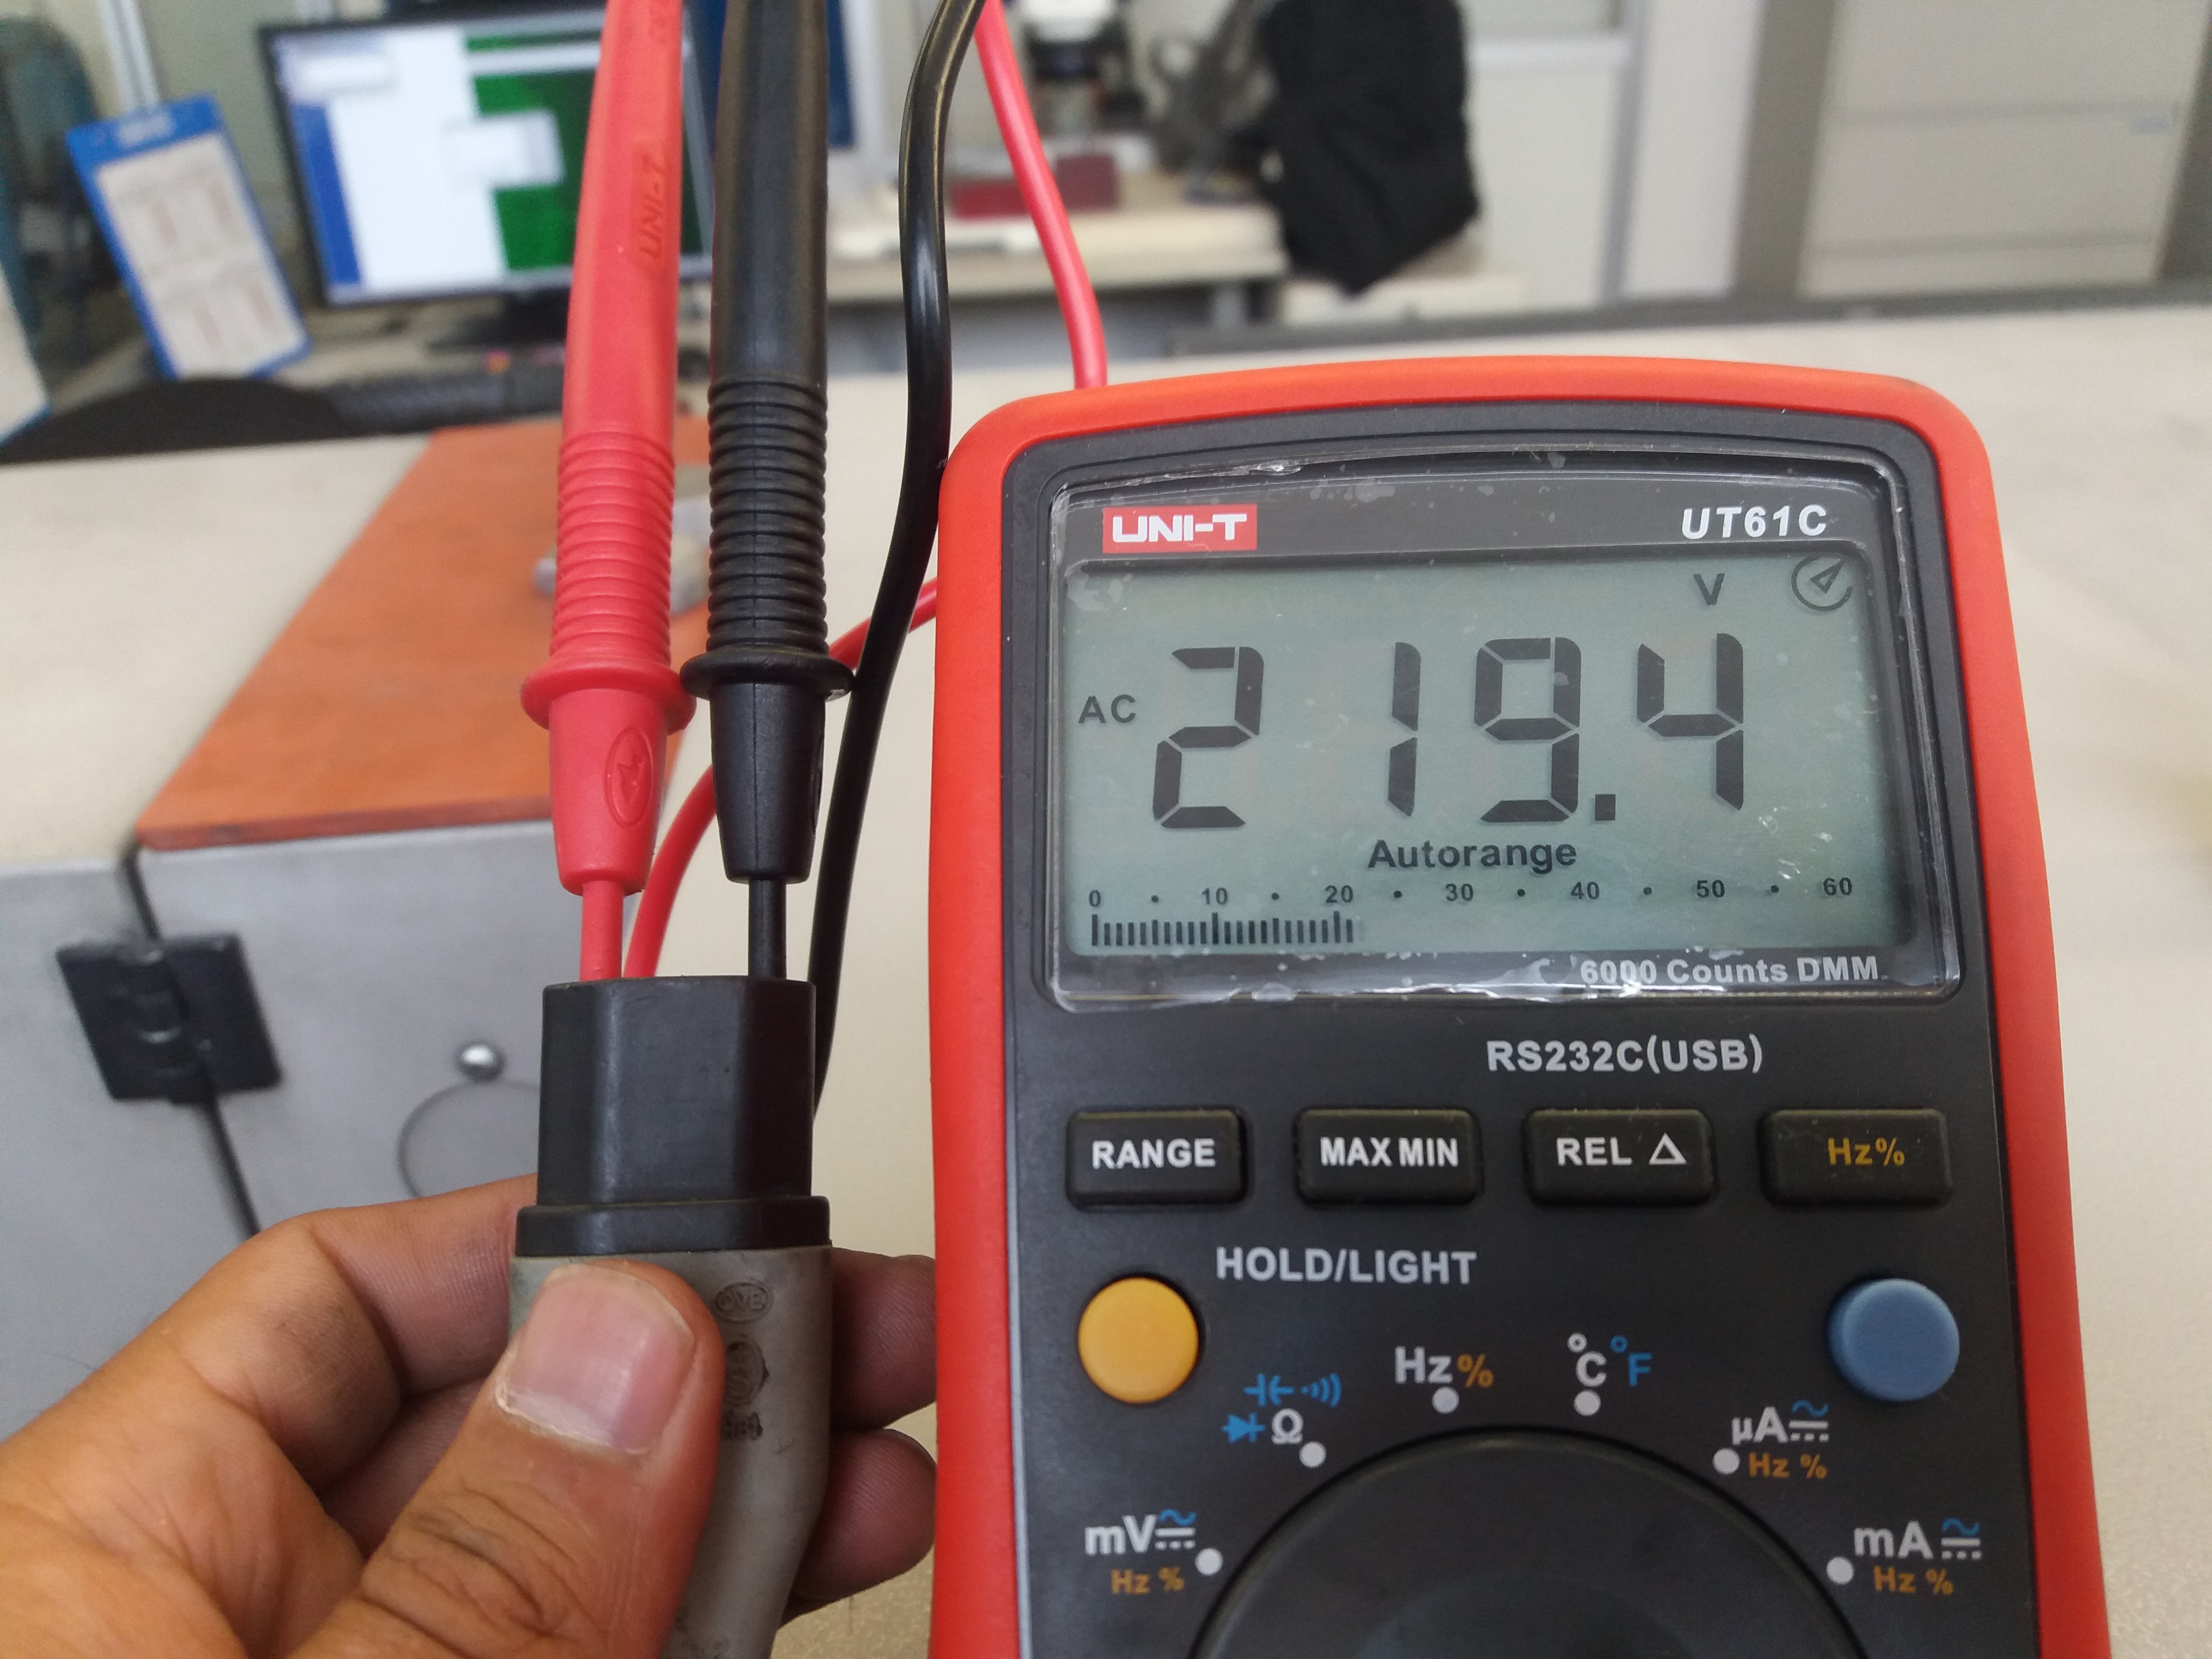 UNI-T
UNI-T
UT61C
V
AC
219.4
Autorange
0 10 20 30 40 50 60
6000 Counts DMM
RS232C(USB)
RANGE
MAX MIN
REL △
Hz%
HOLD/LIGHT
Hz%
°C °F
Ω
µA
Hz %
mV
Hz %
mA
Hz %